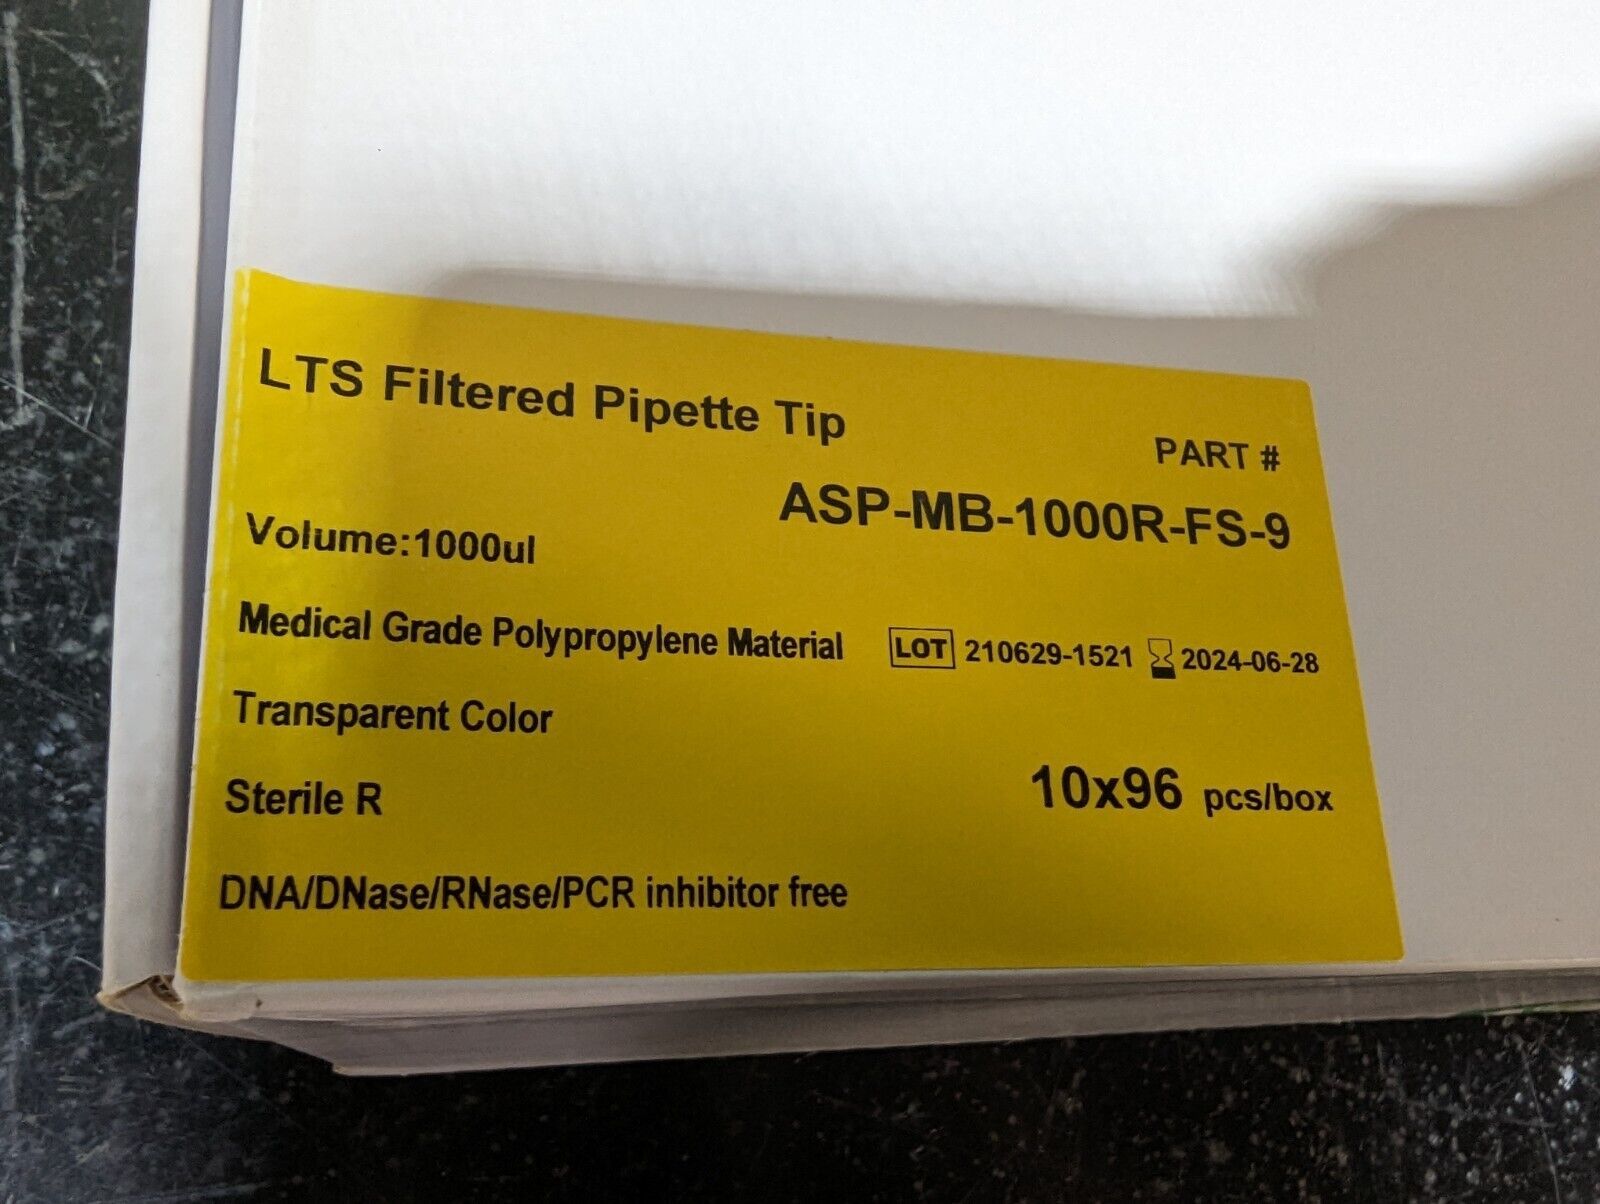 LTS Filtered Pipette Tip
PART #
ASP-MB-1000R-FS-9
Volume:1000ul
Medical Grade Polypropylene Material
LOT 210629-1521 2024-06-28
Transparent Color
Sterile R
10x96 pcs/box
DNA/DNase/RNase/PCR inhibitor free